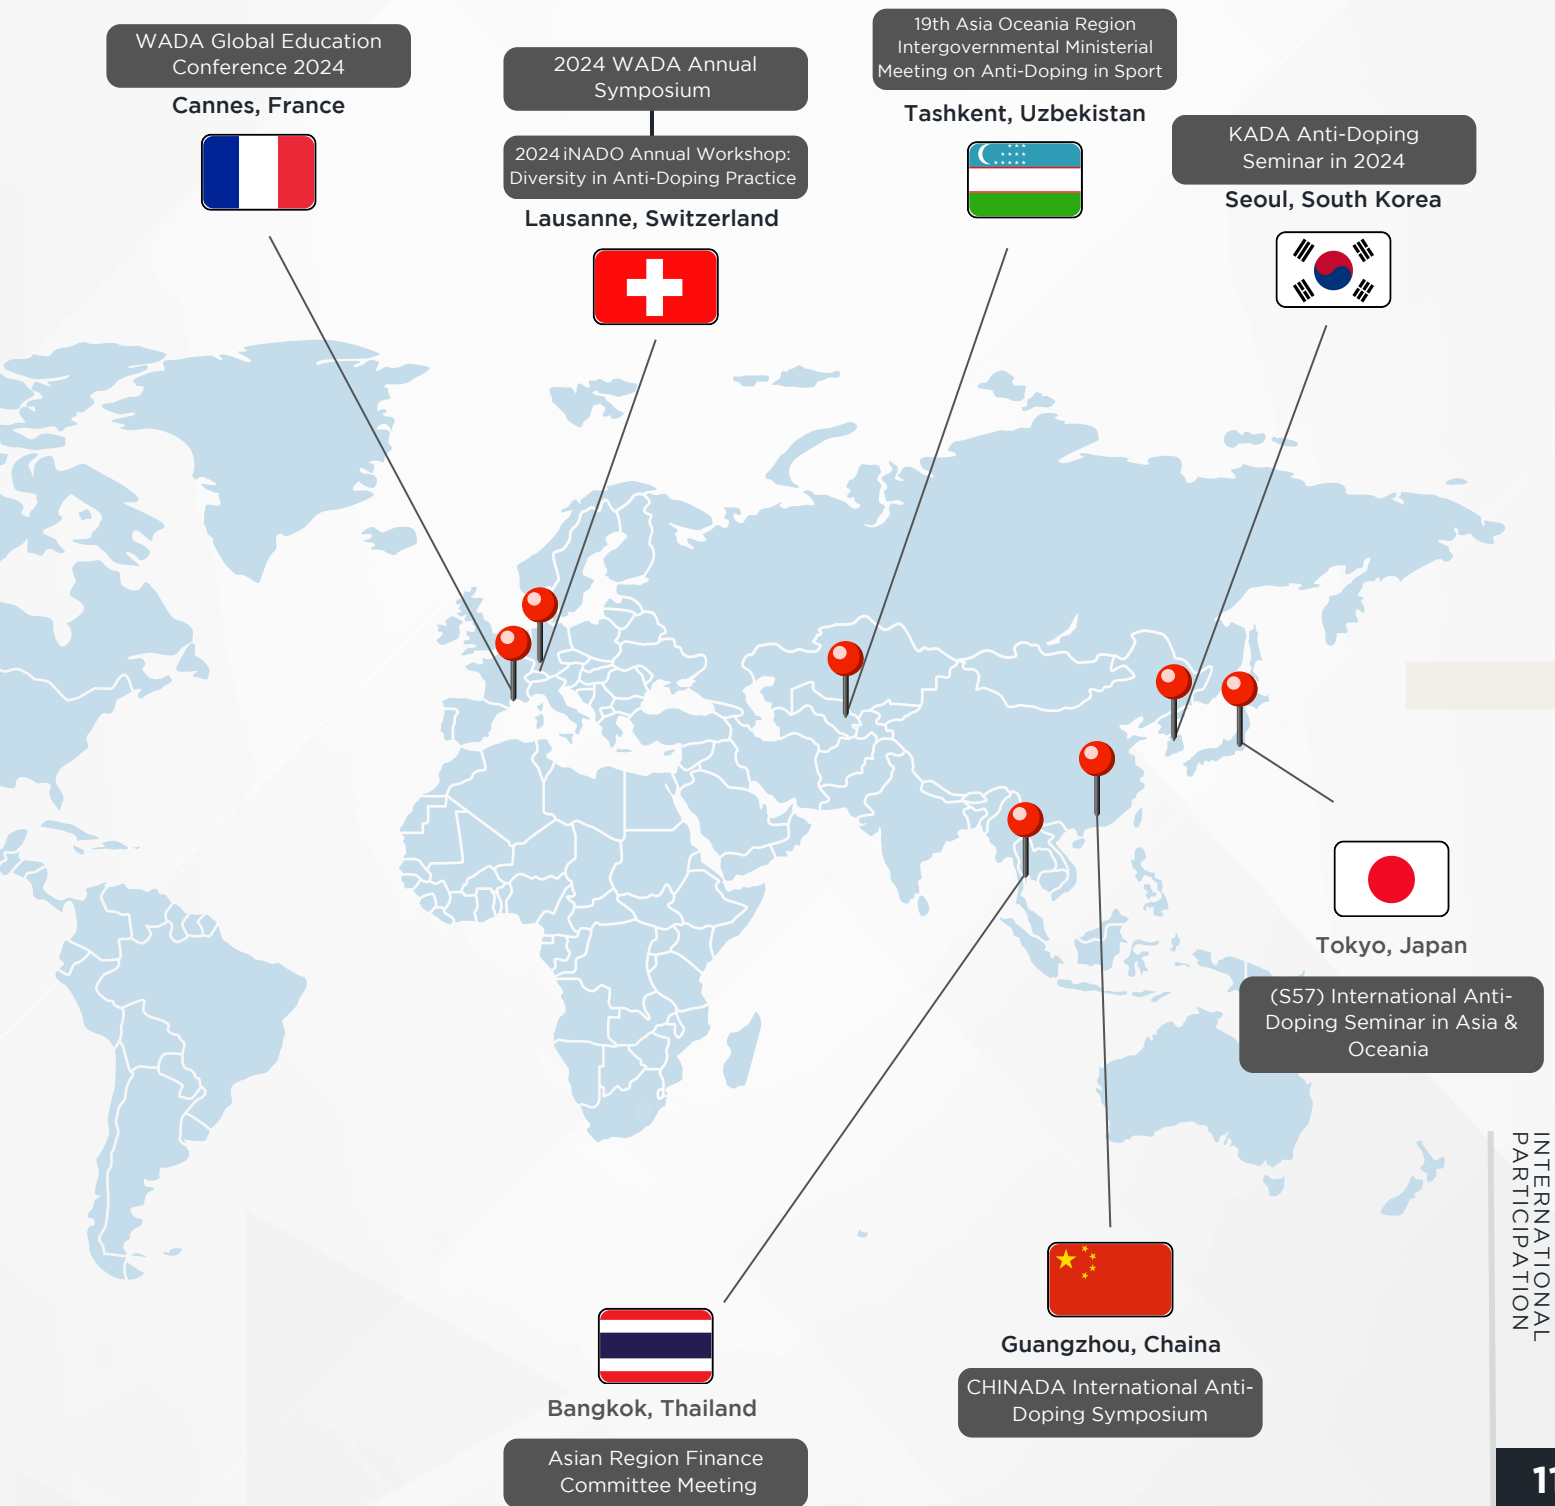 WADA Global Education
Conference 2024
Cannes, France
2024 WADA Annual
Symposium
2024 iNADO Annual Workshop:
Diversity in Anti-Doping Practice
Lausanne, Switzerland
19th Asia Oceania Region
Intergovernmental Ministerial
Meeting on Anti-Doping in Sport
Tashkent, Uzbekistan
KADA Anti-Doping
Seminar in 2024
Seoul, South Korea
Tokyo, Japan
(S57) International Anti-
Doping Seminar in Asia &
Oceania
Guangzhou, Chaina
CHINADA International Anti-
Doping Symposium
Bangkok, Thailand
Asian Region Finance
Committee Meeting
INTERNATIONAL
PARTICIPATION
11